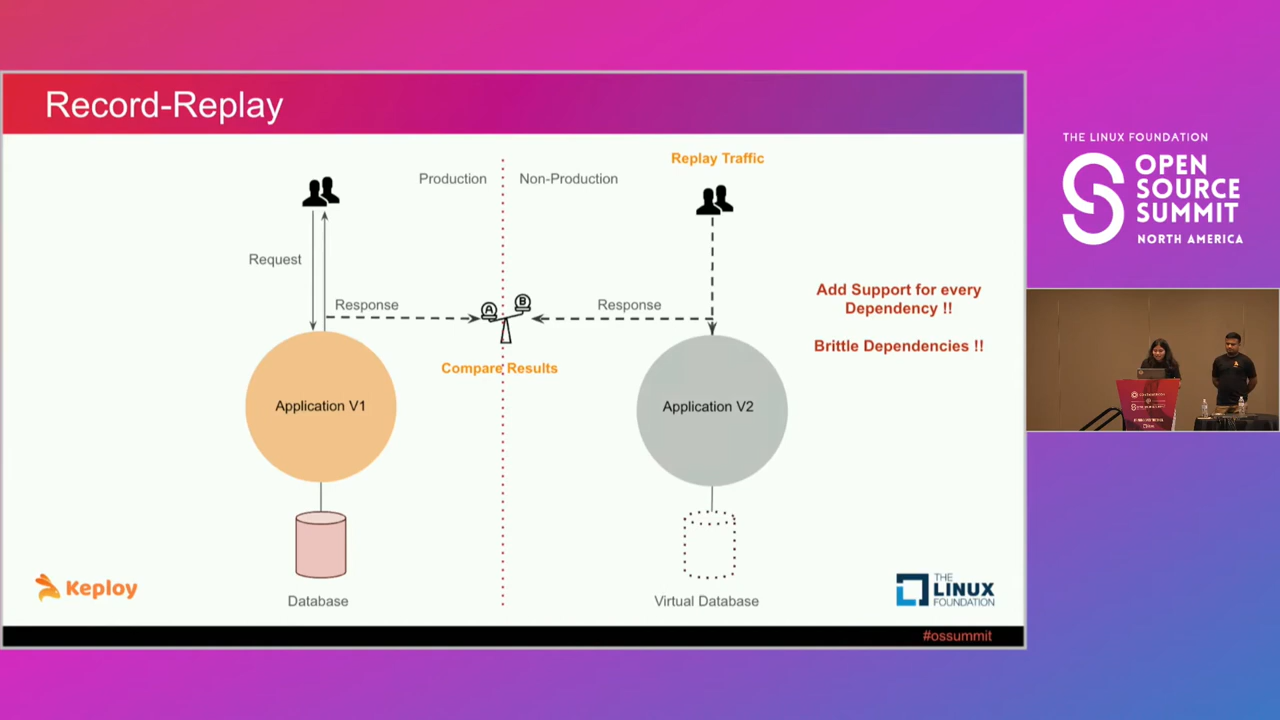 Record-Replay
Production
Non-Production
Replay Traffic
Request
Response
A
B
Response
Compare Results
Add Support for every
Dependency !!
Brittle Dependencies !!
Application V1
Application V2
Database
Virtual Database
Keploy
THE
LINUX
FOUNDATION
#ossummit
THE LINUX FOUNDATION
OPEN
SOURCE
SUMMIT
NORTH AMERICA